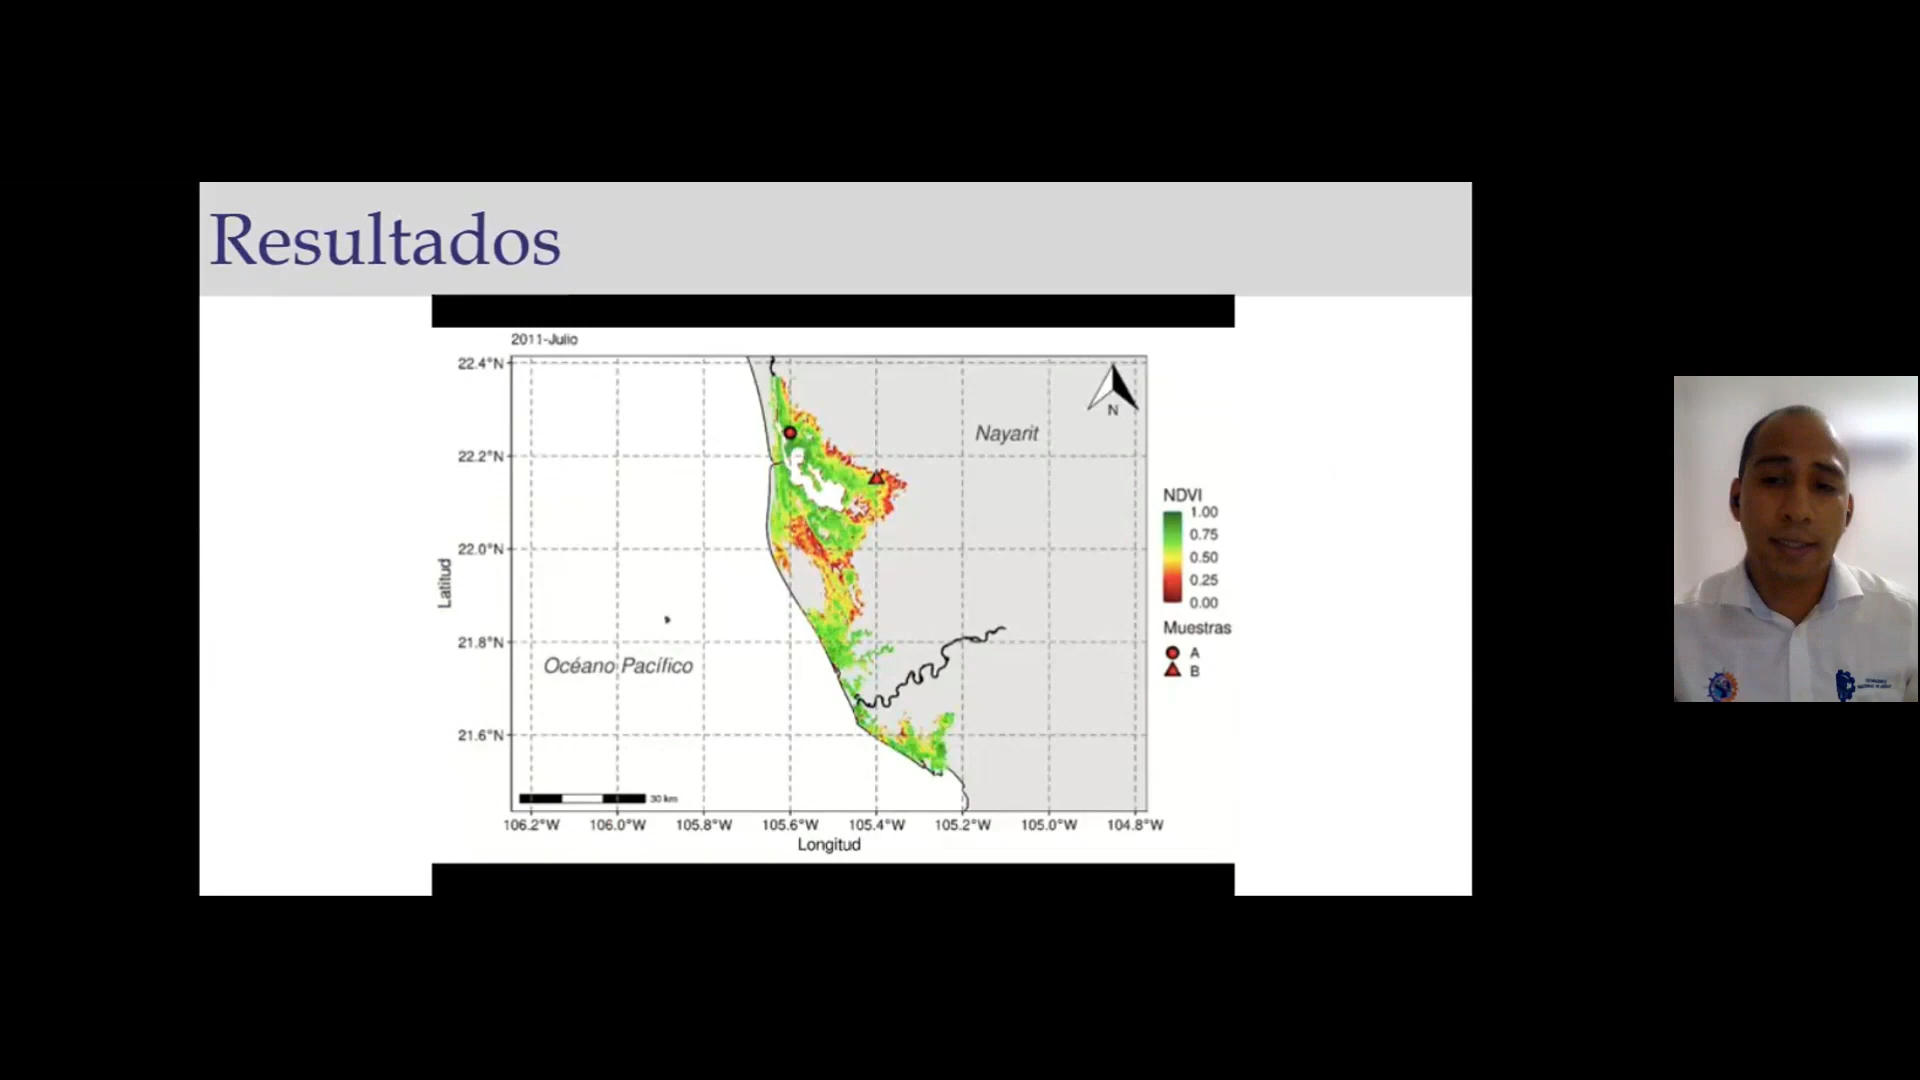 Resultados
2011-Julio
22.4°N
22.2°N
22.0°N
21.8°N
21.6°N
Latitud
N
Nayarit
Océano Pacífico
30 km
106.2°W 106.0°W 105.8°W 105.6°W 105.4°W 105.2°W 105.0°W 104.8°W
Longitud
NDVI
1.00
0.75
0.50
0.25
0.00
Muestras
A
B